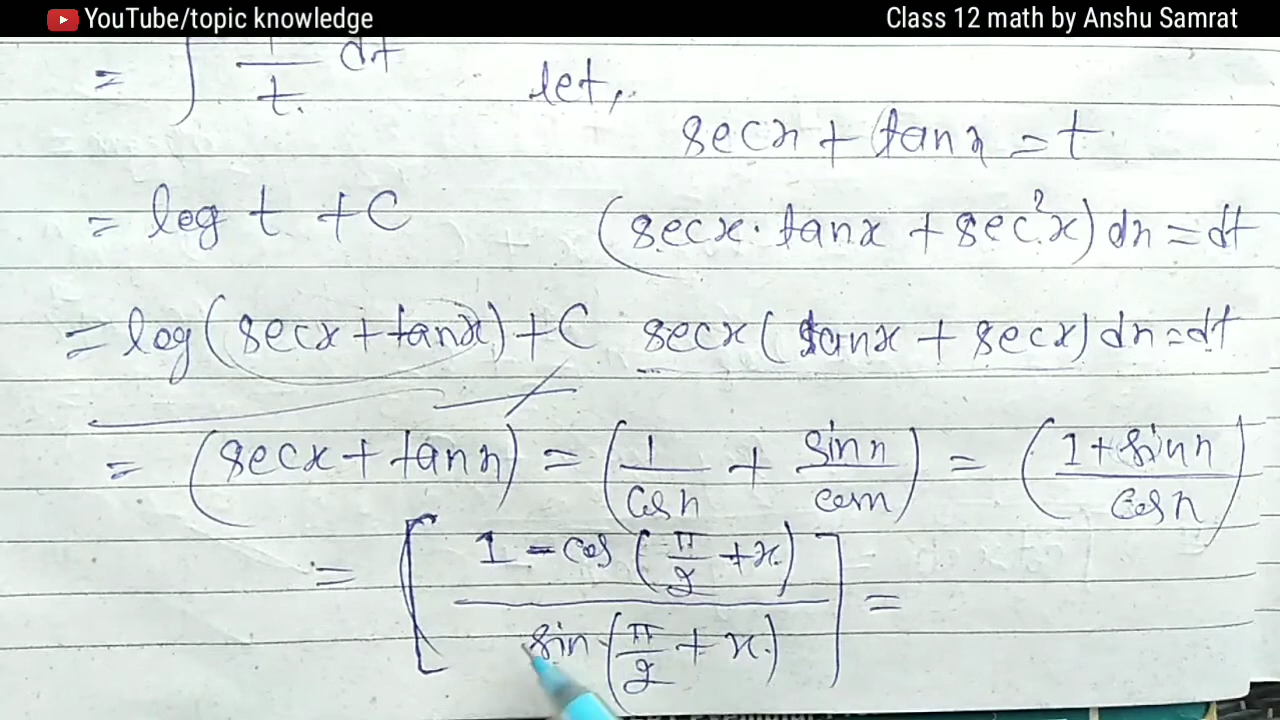 YouTube/topic knowledge Class 12 math by Anshu Samrat
= ∫ 1/t. dt let,
secx + tanx = t
= log t + C (secx · tanx + sec²x) dx = dt
= log (secx + tanx) + C secx (tanx + secx) dx = dt
= (secx + tanx) = (1/cosx + sinx/cosx) = (1 + sinx/cosx)
= [1 - cos (π/2 + x) / sin (π/2 + x)] =